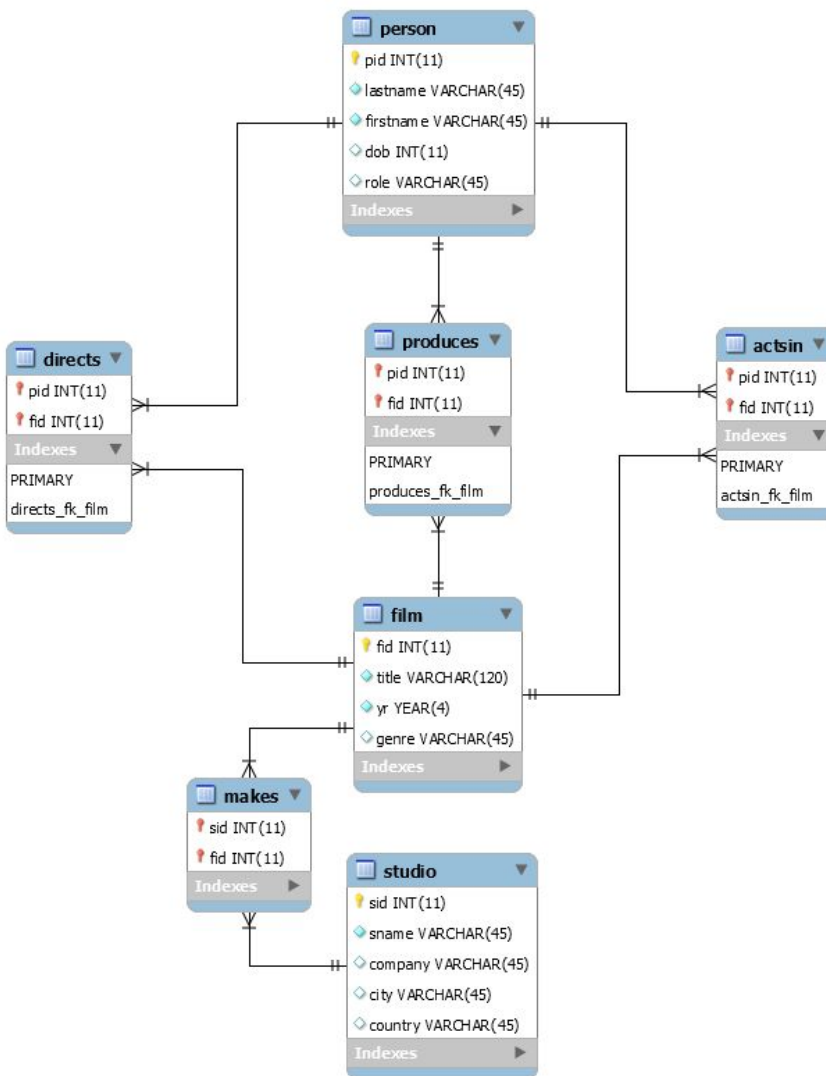 person
pid INT(11)
lastname VARCHAR(45)
firstname VARCHAR(45)
dob INT(11)
role VARCHAR(45)
Indexes
directs
pid INT(11)
fid INT(11)
Indexes
PRIMARY
directs_fk_film
produces
pid INT(11)
fid INT(11)
Indexes
PRIMARY
produces_fk_film
actsin
pid INT(11)
fid INT(11)
Indexes
PRIMARY
actsin_fk_film
film
fid INT(11)
title VARCHAR(120)
yr YEAR(4)
genre VARCHAR(45)
Indexes
makes
sid INT(11)
fid INT(11)
Indexes
studio
sid INT(11)
sname VARCHAR(45)
company VARCHAR(45)
city VARCHAR(45)
country VARCHAR(45)
Indexes